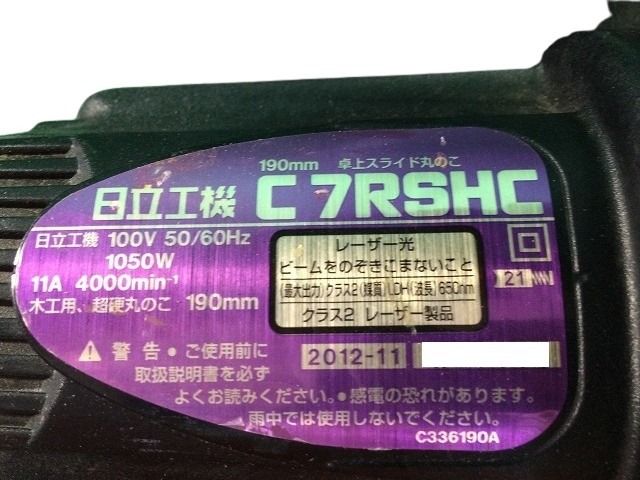 190mm 卓上スライド丸のこ
日立工機 C 7RSHC
日立工機 100V 50/60Hz
1050W
11A 4000min⁻¹
木工用、超硬丸のこ 190mm
レーザー光
ビームをのぞきこまないこと
(最大出力)クラス2(媒質)LDH(波長)650nm
クラス2 レーザー製品
21
警告・ご使用前に
取扱説明書を必ず
よくお読みください。・感電の恐れがあります。
雨中では使用しないでください。
2012-11
C336190A